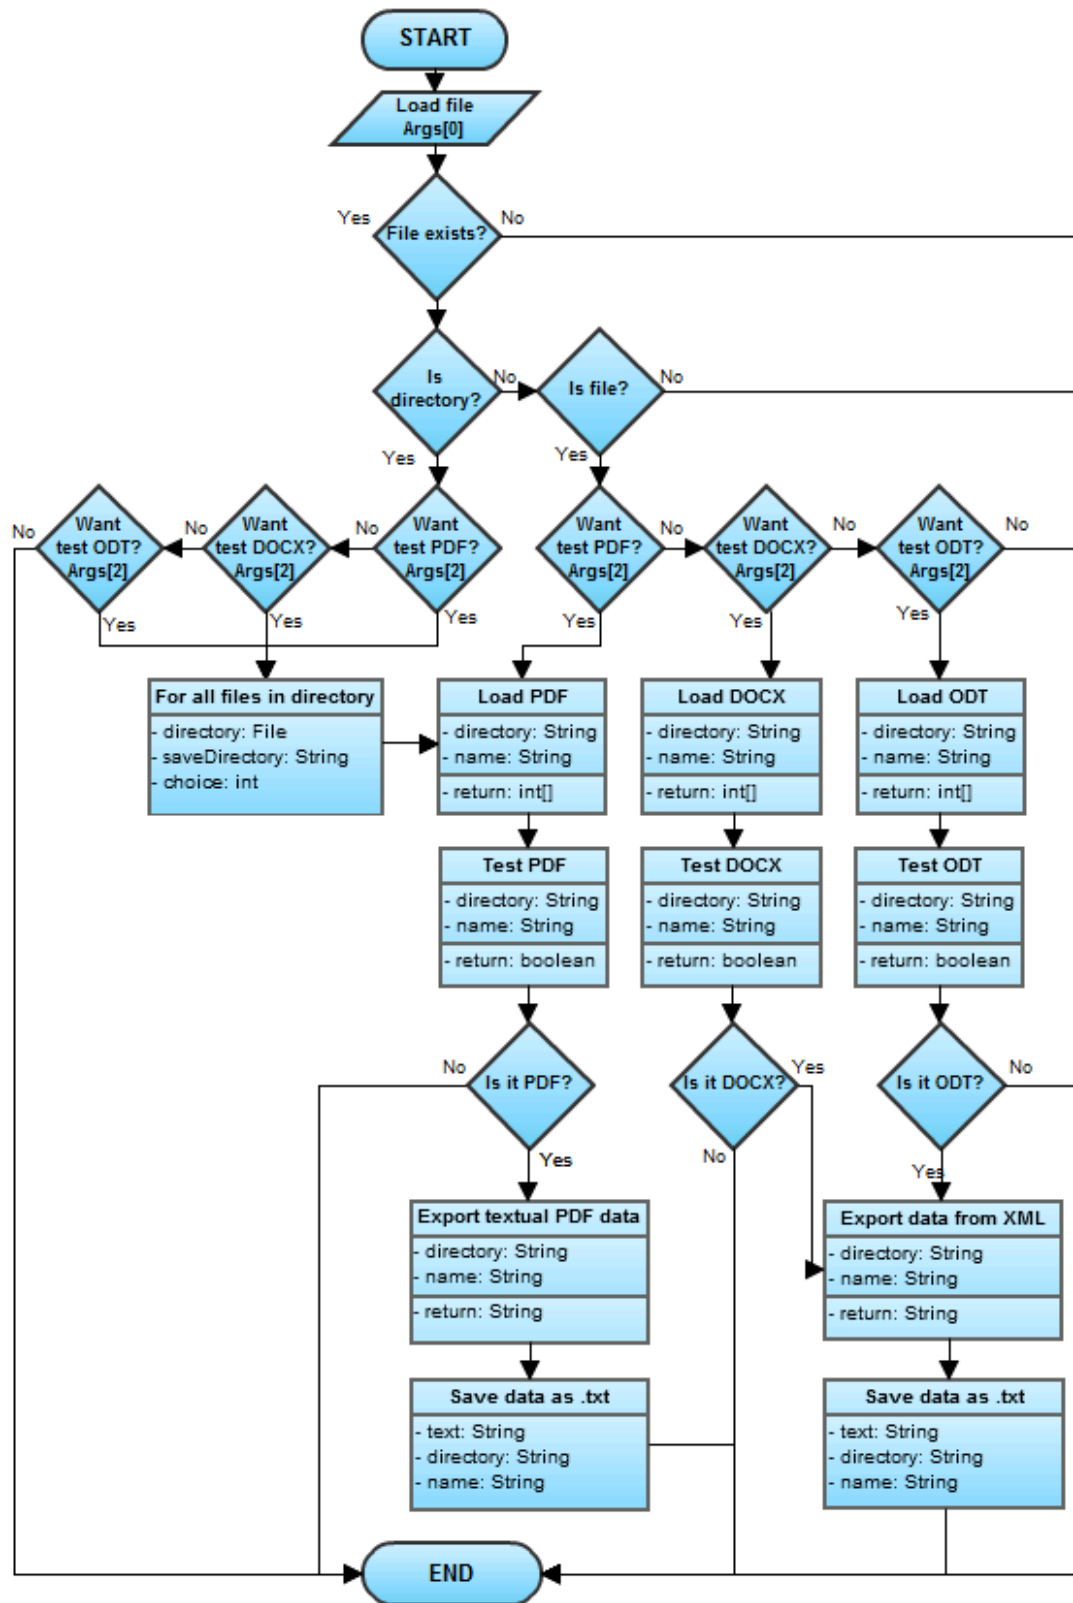 START
Load file
Args[0]
Yes
No
File exists?
Is
directory?
No
Is file?
No
Yes
Yes
No
Want
test ODT?
Args[2]
No
Want
test DOCX?
Args[2]
No
Want
test PDF?
Args[2]
Want
test PDF?
Args[2]
No
Want
test DOCX?
Args[2]
No
Want
test ODT?
Args[2]
No
Yes
Yes
Yes
Yes
Yes
Yes
For all files in directory
- directory: File
- saveDirectory: String
- choice: int
Load PDF
- directory: String
- name: String
- return: int[]
Load DOCX
- directory: String
- name: String
- return: int[]
Load ODT
- directory: String
- name: String
- return: int[]
Test PDF
- directory: String
- name: String
- return: boolean
Test DOCX
- directory: String
- name: String
- return: boolean
Test ODT
- directory: String
- name: String
- return: boolean
No
Is it PDF?
Is it DOCX?
Yes
Is it ODT?
No
Yes
No
Yes
Export textual PDF data
- directory: String
- name: String
- return: String
Export data from XML
- directory: String
- name: String
- return: String
Save data as .txt
- text: String
- directory: String
- name: String
Save data as .txt
- text: String
- directory: String
- name: String
END